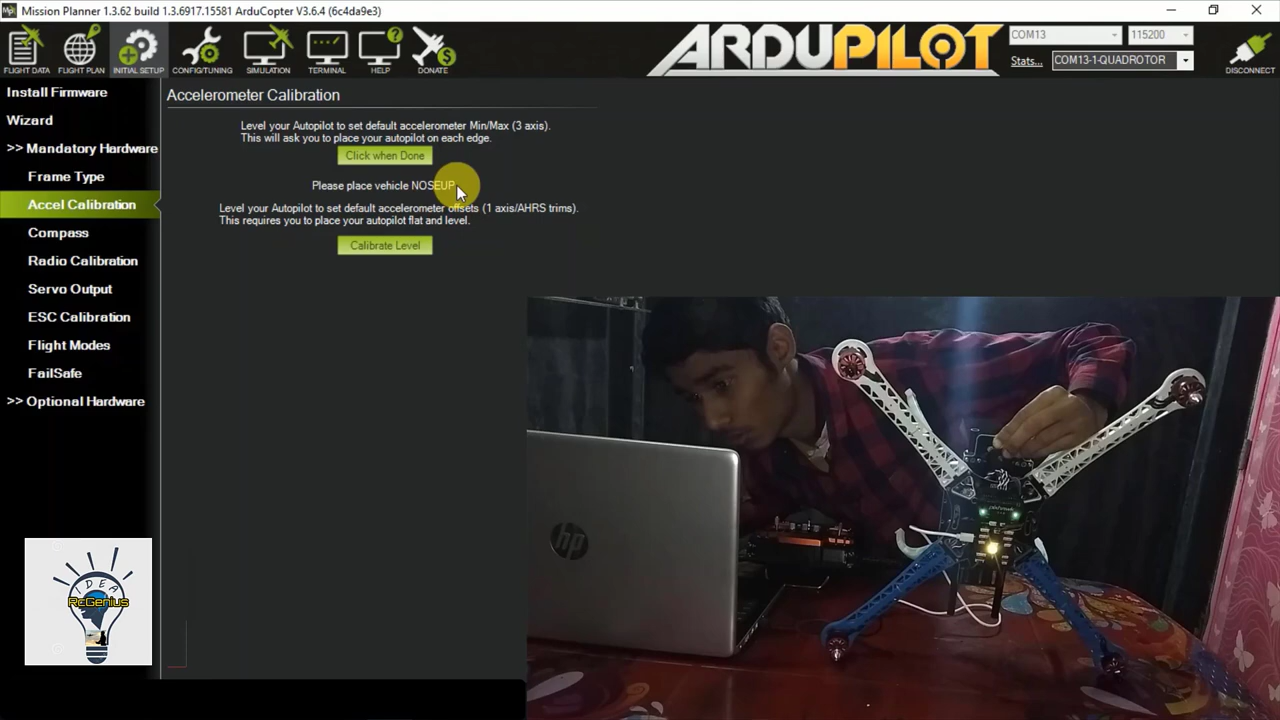 Mission Planner 1.3.62 build 1.3.6917.15581 ArduCopter V3.6.4 (6c4da9e3)
FLIGHT DATA
FLIGHT PLAN
INITIAL SETUP
CONFIG/TUNING
SIMULATION
TERMINAL
HELP
DONATE
ARDUPILOT
COM13
115200
Stats...
COM13-1-QUADROTOR
DISCONNECT
Install Firmware
Wizard
>> Mandatory Hardware
Frame Type
Accel Calibration
Compass
Radio Calibration
Servo Output
ESC Calibration
Flight Modes
FailSafe
>> Optional Hardware
Accelerometer Calibration
Level your Autopilot to set default accelerometer Min/Max (3 axis).
This will ask you to place your autopilot on each edge.
Click when Done
Please place vehicle NOSEUP
Level your Autopilot to set default accelerometer offsets (1 axis/AHRS trims).
This requires you to place your autopilot flat and level.
Calibrate Level
hp
IDEA
RcGenius